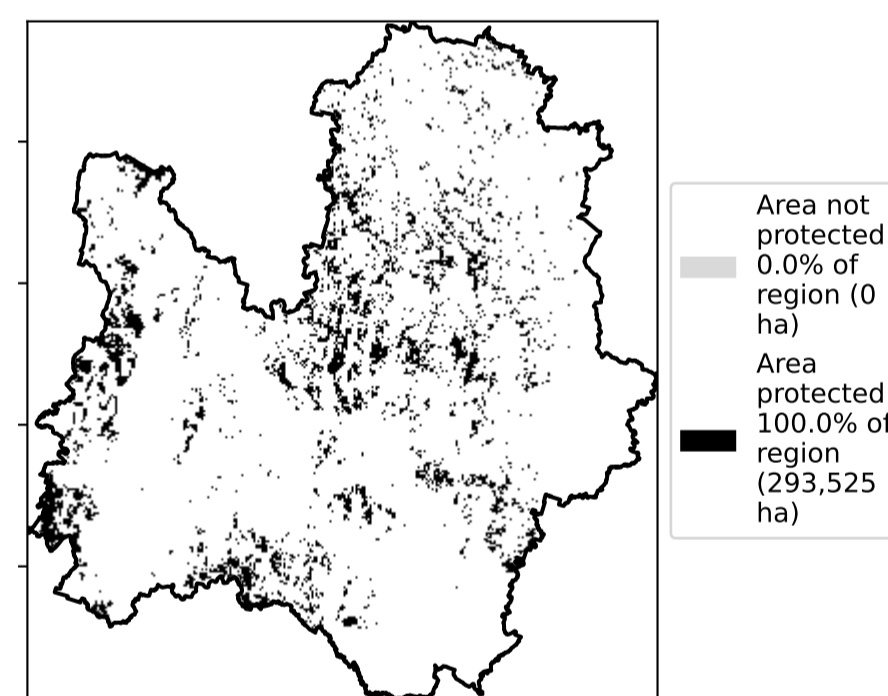 Area not
protected
0.0% of
region (0
ha)
Area
protected
100.0% of
region
(293,525
ha)